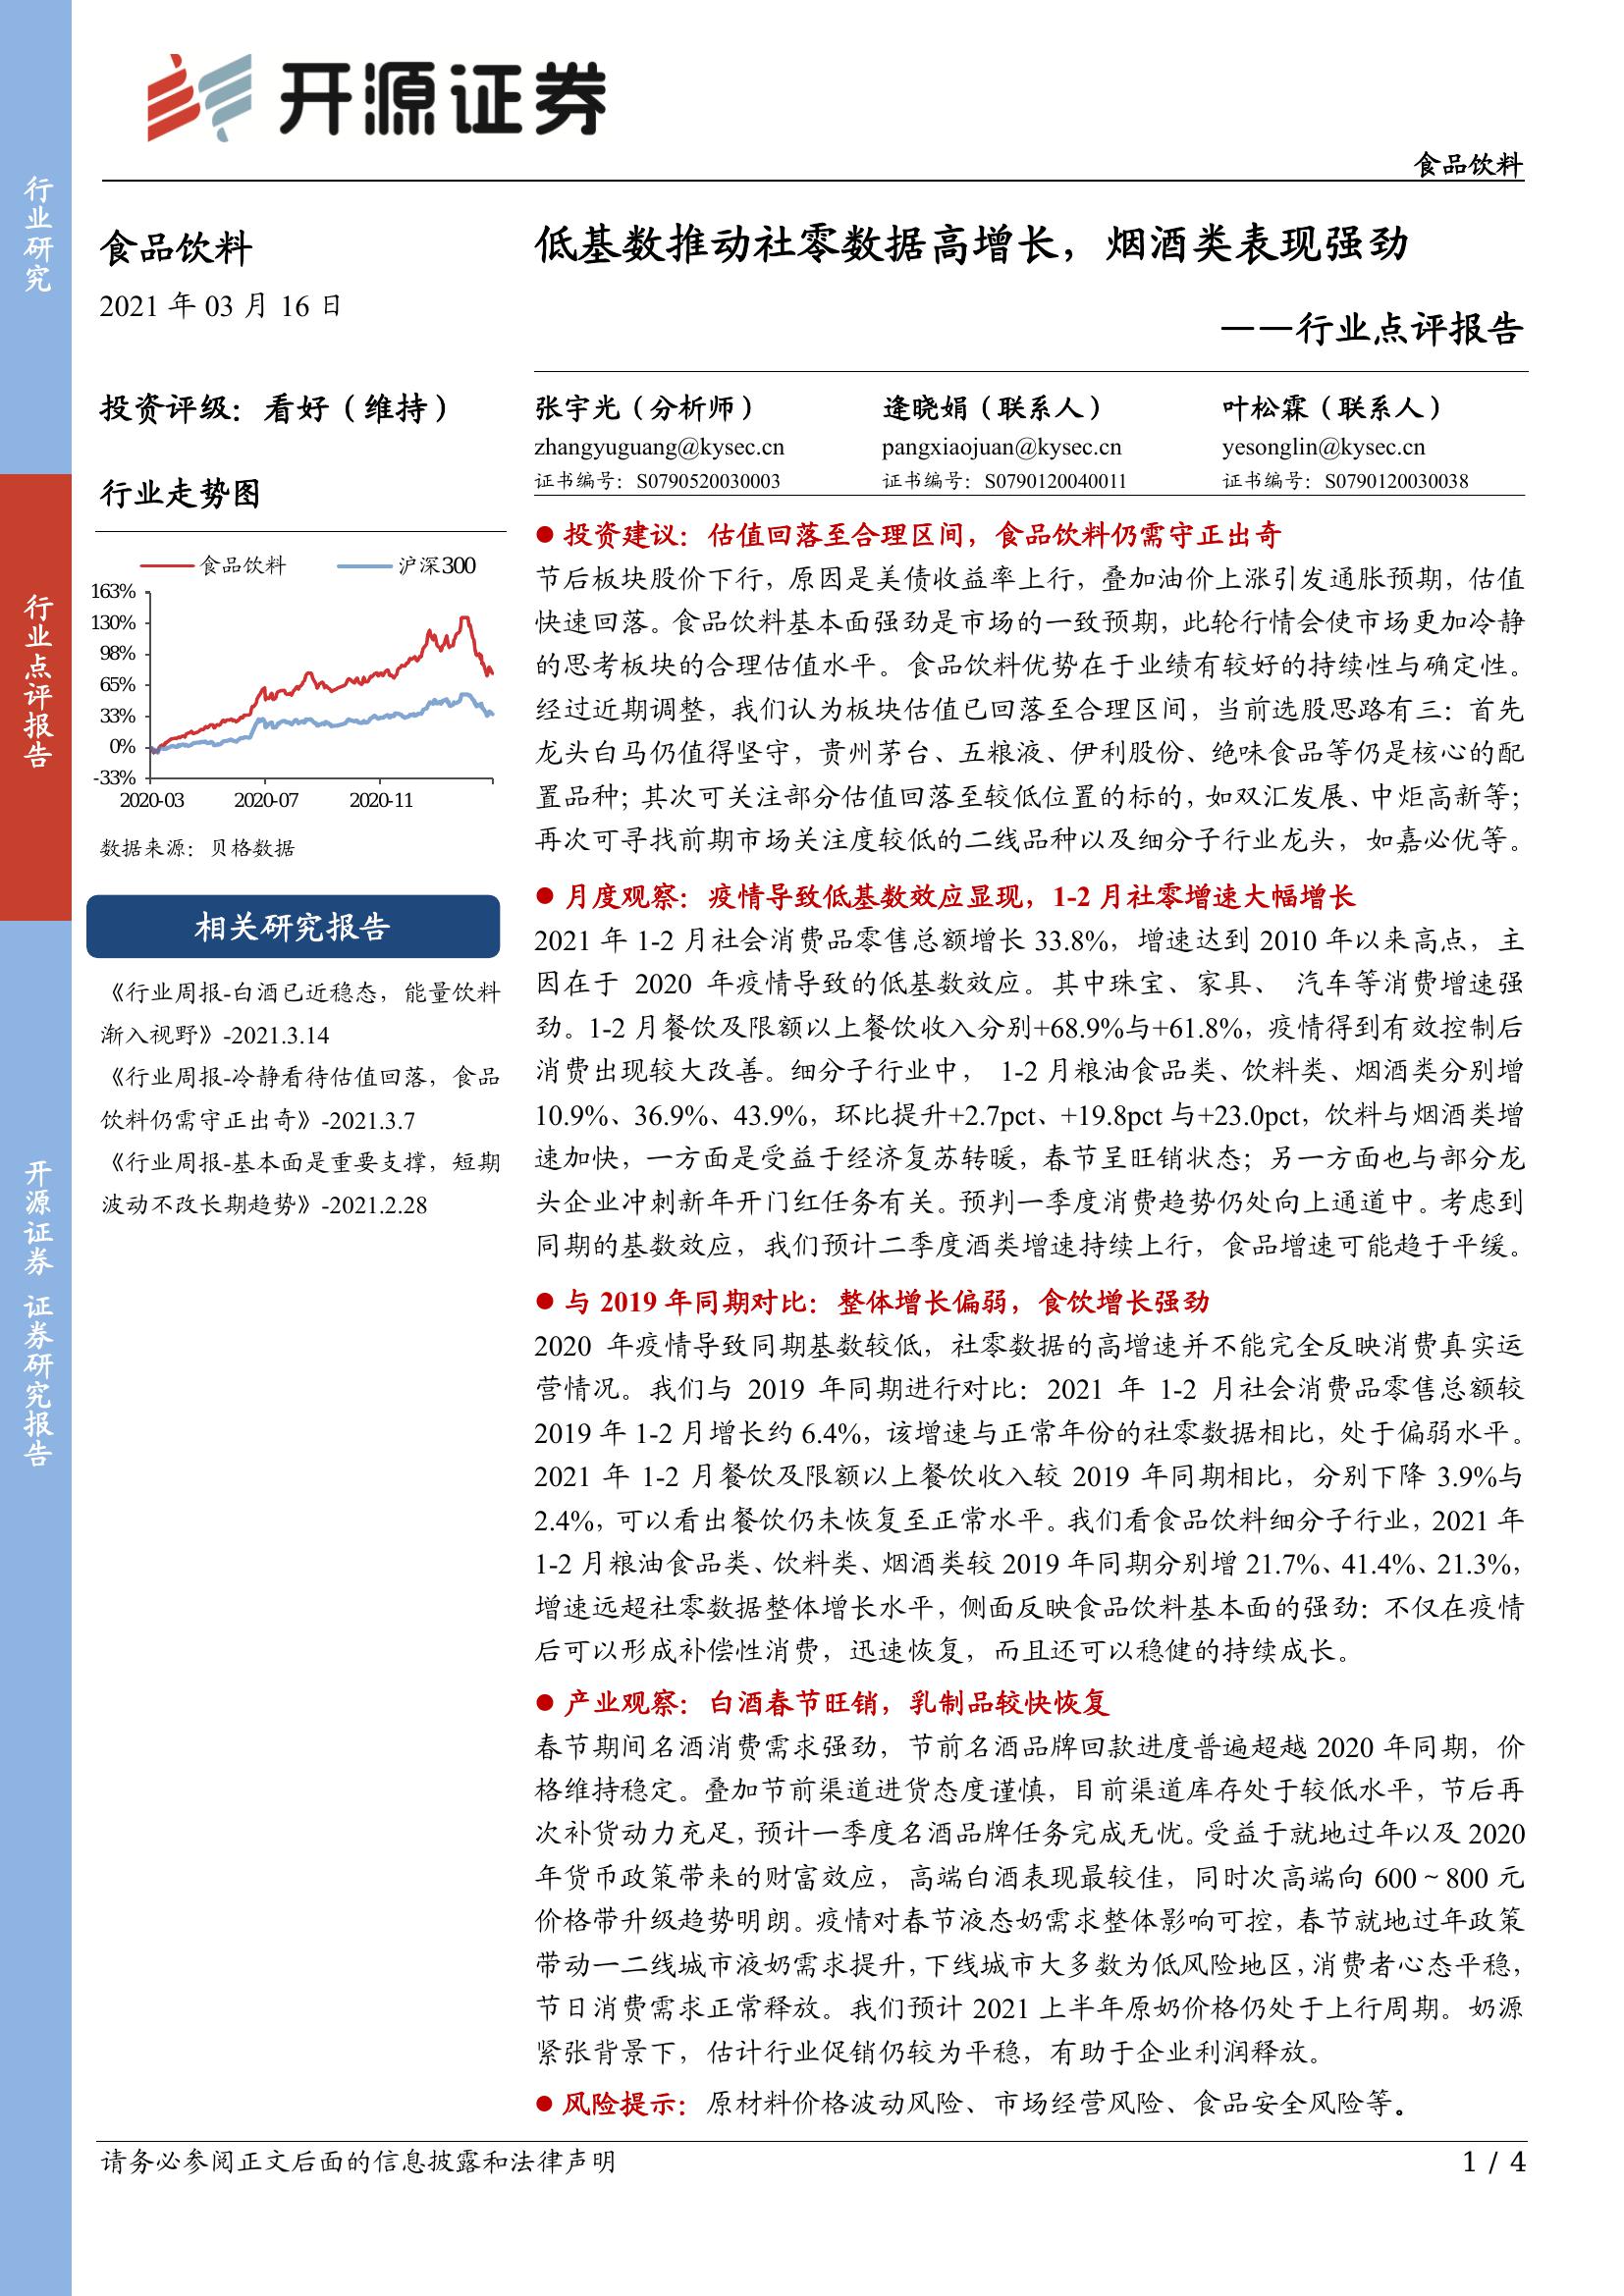 开源证券
食品饮料
行业研究
行业点评报告
开源证券 证券研究报告
食品饮料
2021 年 03 月 16 日
投资评级：看好（维持）
行业走势图
食品饮料 沪深300
163%
130%
98%
65%
33%
0%
-33%
2020-03 2020-07 2020-11
数据来源：贝格数据
相关研究报告
《行业周报-白酒已近稳态，能量饮料
渐入视野》-2021.3.14
《行业周报-冷静看待估值回落，食品
饮料仍需守正出奇》-2021.3.7
《行业周报-基本面是重要支撑，短期
波动不改长期趋势》-2021.2.28
低基数推动社零数据高增长，烟酒类表现强劲
——行业点评报告
张宇光（分析师） 逄晓娟（联系人） 叶松霖（联系人）
zhangyuguang@kysec.cn pangxiaojuan@kysec.cn yesonglin@kysec.cn
证书编号：S0790520030003 证书编号：S0790120040011 证书编号：S0790120030038
● 投资建议：估值回落至合理区间，食品饮料仍需守正出奇
节后板块股价下行，原因是美债收益率上行，叠加油价上涨引发通胀预期，估值
快速回落。食品饮料基本面强劲是市场的一致预期，此轮行情会使市场更加冷静
的思考板块的合理估值水平。食品饮料优势在于业绩有较好的持续性与确定性。
经过近期调整，我们认为板块估值已回落至合理区间，当前选股思路有三：首先
龙头白马仍值得坚守，贵州茅台、五粮液、伊利股份、绝味食品等仍是核心的配
置品种；其次可关注部分估值回落至较低位置的标的，如双汇发展、中炬高新等；
再次可寻找前期市场关注度较低的二线品种以及细分子行业龙头，如嘉必优等。
● 月度观察：疫情导致低基数效应显现，1-2 月社零增速大幅增长
2021 年 1-2 月社会消费品零售总额增长 33.8%，增速达到 2010 年以来高点，主
因在于 2020 年疫情导致的低基数效应。其中珠宝、家具、 汽车等消费增速强
劲。1-2 月餐饮及限额以上餐饮收入分别+68.9%与+61.8%，疫情得到有效控制后
消费出现较大改善。细分子行业中， 1-2 月粮油食品类、饮料类、烟酒类分别增
10.9%、36.9%、43.9%，环比提升+2.7pct、+19.8pct 与+23.0pct，饮料与烟酒类增
速加快，一方面是受益于经济复苏转暖，春节呈旺销状态；另一方面也与部分龙
头企业冲刺新年开门红任务有关。预判一季度消费趋势仍处向上通道中。考虑到
同期的基数效应，我们预计二季度酒类增速持续上行，食品增速可能趋于平缓。
● 与 2019 年同期对比：整体增长偏弱，食饮增长强劲
2020 年疫情导致同期基数较低，社零数据的高增速并不能完全反映消费真实运
营情况。我们与 2019 年同期进行对比：2021 年 1-2 月社会消费品零售总额较
2019 年 1-2 月增长约 6.4%，该增速与正常年份的社零数据相比，处于偏弱水平。
2021 年 1-2 月餐饮及限额以上餐饮收入较 2019 年同期相比，分别下降 3.9%与
2.4%，可以看出餐饮仍未恢复至正常水平。我们看食品饮料细分子行业，2021 年
1-2 月粮油食品类、饮料类、烟酒类较 2019 年同期分别增 21.7%、41.4%、21.3%，
增速远超社零数据整体增长水平，侧面反映食品饮料基本面的强劲：不仅在疫情
后可以形成补偿性消费，迅速恢复，而且还可以稳健的持续成长。
● 产业观察：白酒春节旺销，乳制品较快恢复
春节期间名酒消费需求强劲，节前名酒品牌回款进度普遍超越 2020 年同期，价
格维持稳定。叠加节前渠道进货态度谨慎，目前渠道库存处于较低水平，节后再
次补货动力充足，预计一季度名酒品牌任务完成无忧。受益于就地过年以及 2020
年货币政策带来的财富效应，高端白酒表现最较佳，同时次高端向 600～800 元
价格带升级趋势明朗。疫情对春节液态奶需求整体影响可控，春节就地过年政策
带动一二线城市液奶需求提升，下线城市大多数为低风险地区，消费者心态平稳，
节日消费需求正常释放。我们预计 2021 上半年原奶价格仍处于上行周期。奶源
紧张背景下，估计行业促销仍较为平稳，有助于企业利润释放。
● 风险提示：原材料价格波动风险、市场经营风险、食品安全风险等。
请务必参阅正文后面的信息披露和法律声明 1 / 4